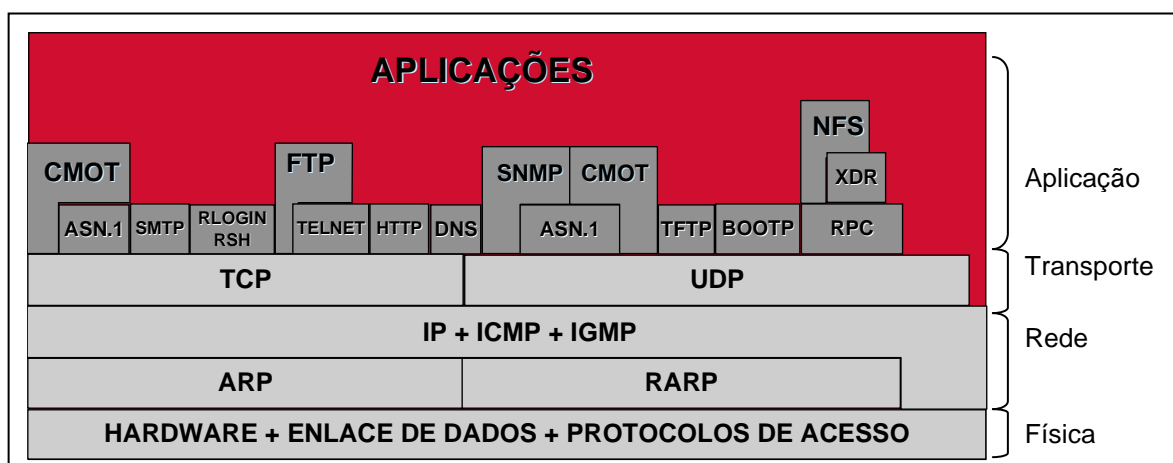 APLICAÇÕES
NFS
CMOT
FTP
SNMP
CMOT
XDR
ASN.1
SMTP
RLOGIN
RSH
TELNET
HTTP
DNS
ASN.1
TFTP
BOOTP
RPC
Aplicação
TCP
UDP
Transporte
IP + ICMP + IGMP
Rede
ARP
RARP
HARDWARE + ENLACE DE DADOS + PROTOCOLOS DE ACESSO
Física